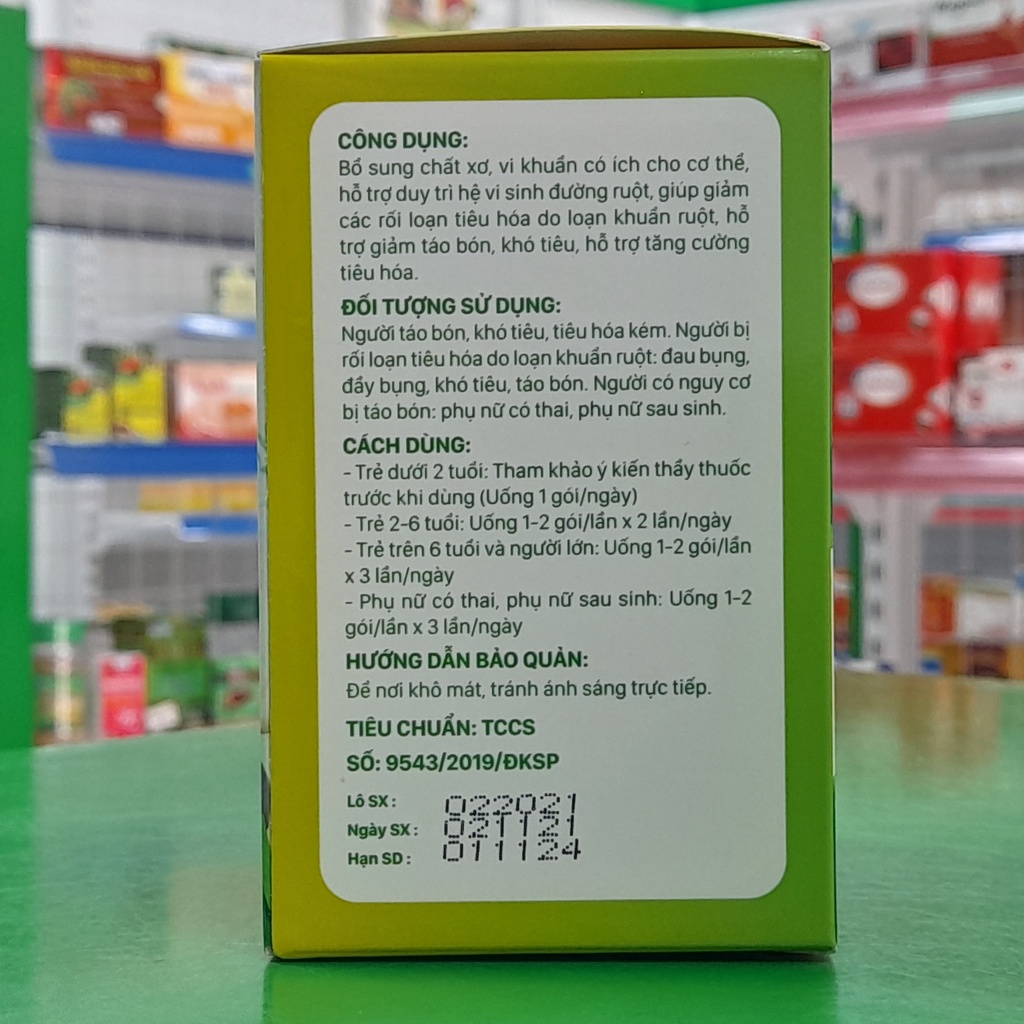 CÔNG DỤNG:
Bổ sung chất xơ, vi khuẩn có ích cho cơ thể,
hỗ trợ duy trì hệ vi sinh đường ruột, giúp giảm
các rối loạn tiêu hóa do loạn khuẩn ruột, hỗ
trợ giảm táo bón, khó tiêu, hỗ trợ tăng cường
tiêu hóa.
ĐỐI TƯỢNG SỬ DỤNG:
Người táo bón, khó tiêu, tiêu hóa kém. Người bị
rối loạn tiêu hóa do loạn khuẩn ruột: đau bụng,
đầy bụng, khó tiêu, táo bón. Người có nguy cơ
bị táo bón: phụ nữ có thai, phụ nữ sau sinh.
CÁCH DÙNG:
- Trẻ dưới 2 tuổi: Tham khảo ý kiến thầy thuốc
trước khi dùng (Uống 1 gói/ngày)
- Trẻ 2-6 tuổi: Uống 1-2 gói/lần x 2 lần/ngày
- Trẻ trên 6 tuổi và người lớn: Uống 1-2 gói/lần
x 3 lần/ngày
- Phụ nữ có thai, phụ nữ sau sinh: Uống 1-2
gói/lần x 3 lần/ngày
HƯỚNG DẪN BẢO QUẢN:
Để nơi khô mát, tránh ánh sáng trực tiếp.
TIÊU CHUẨN: TCCS
SỐ: 9543/2019/ĐKSP
Lô SX : 022021
Ngày SX : 021121
Hạn SD : 011124